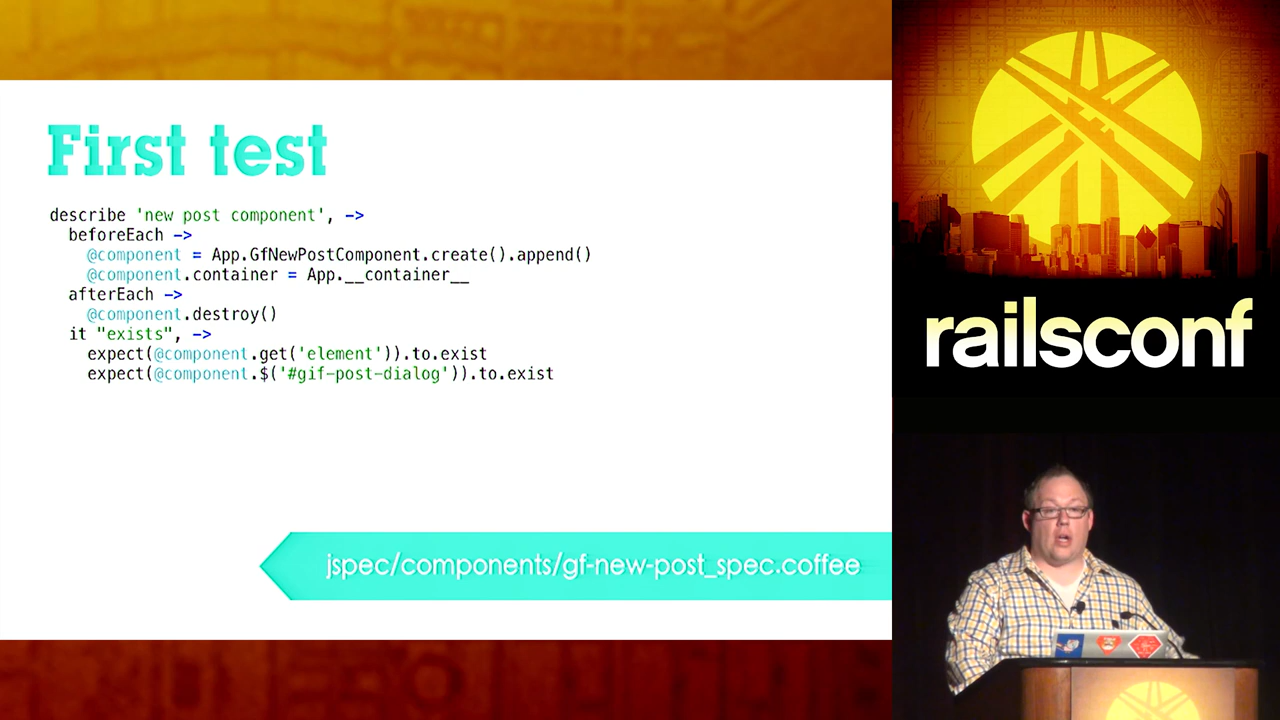 First test
describe 'new post component', ->
  beforeEach ->
    @component = App.GfNewPostComponent.create().append()
    @component.container = App.__container__
  afterEach ->
    @component.destroy()
  it "exists", ->
    expect(@component.get('element')).to.exist
    expect(@component.$('#gif-post-dialog')).to.exist
jspec/components/gf-new-post_spec.coffee
railsconf